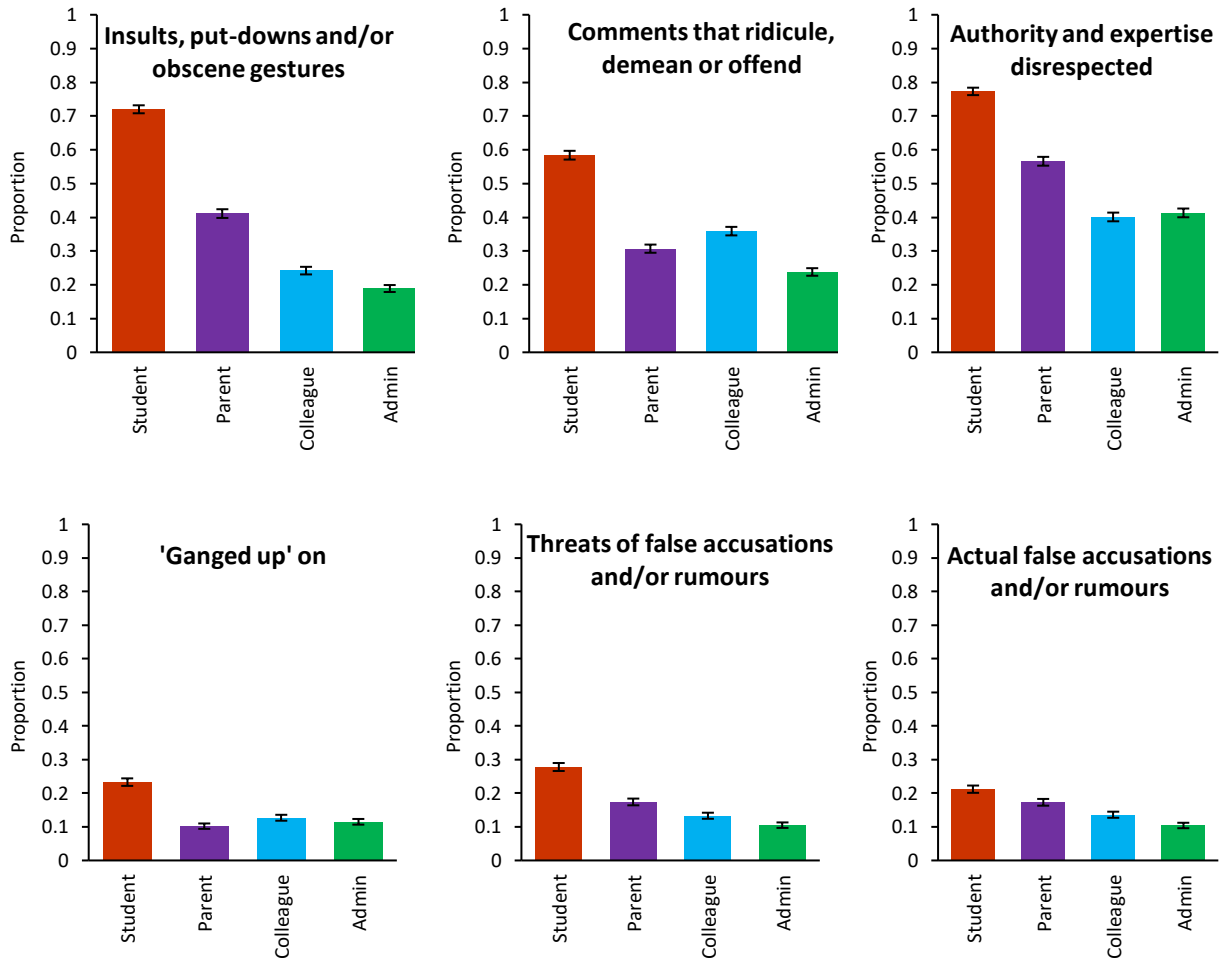 Insults, put-downs and/or
obscene gestures
Proportion
1
0.9
0.8
0.7
0.6
0.5
0.4
0.3
0.2
0.1
0
Student
Parent
Colleague
Admin
Comments that ridicule,
demean or offend
Proportion
1
0.9
0.8
0.7
0.6
0.5
0.4
0.3
0.2
0.1
0
Student
Parent
Colleague
Admin
Authority and expertise
disrespected
Proportion
1
0.9
0.8
0.7
0.6
0.5
0.4
0.3
0.2
0.1
0
Student
Parent
Colleague
Admin
'Ganged up' on
Proportion
1
0.9
0.8
0.7
0.6
0.5
0.4
0.3
0.2
0.1
0
Student
Parent
Colleague
Admin
Threats of false accusations
and/or rumours
Proportion
1
0.9
0.8
0.7
0.6
0.5
0.4
0.3
0.2
0.1
0
Student
Parent
Colleague
Admin
Actual false accusations
and/or rumours
Proportion
1
0.9
0.8
0.7
0.6
0.5
0.4
0.3
0.2
0.1
0
Student
Parent
Colleague
Admin